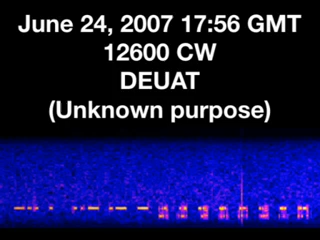 June 24, 2007 17:56 GMT
12600 CW
DEUAT
(Unknown purpose)